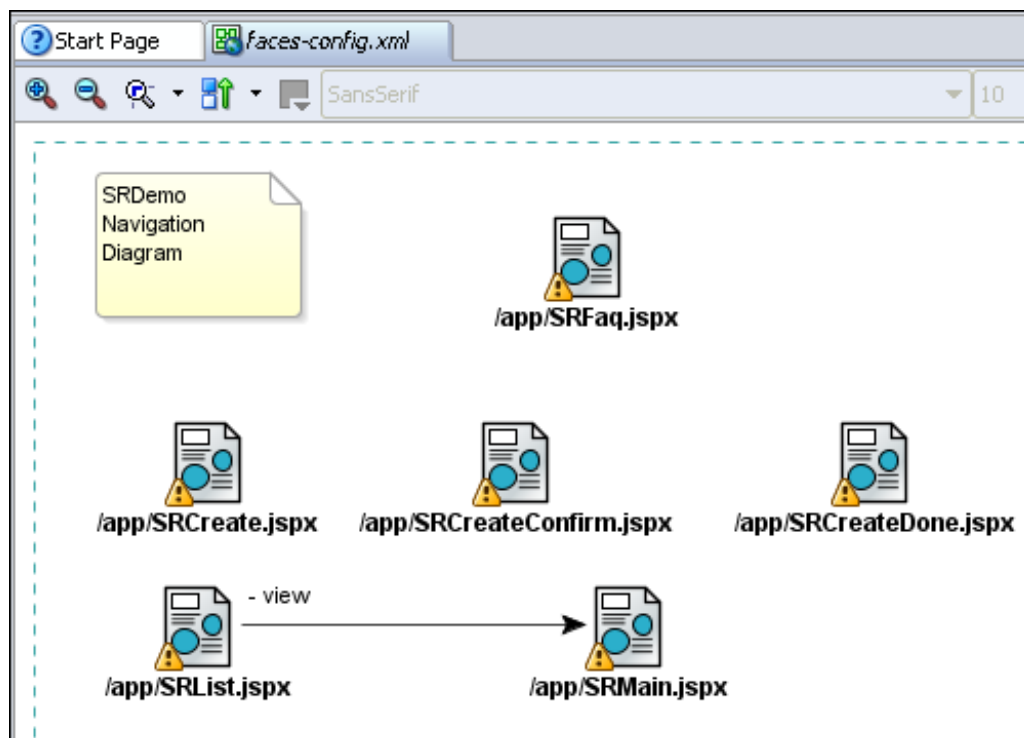 Start Page
faces-config.xml
SansSerif
10
SRDemo
Navigation
Diagram
/app/SRFaq.jspx
/app/SRCreate.jspx
/app/SRCreateConfirm.jspx
/app/SRCreateDone.jspx
- view
/app/SRList.jspx
/app/SRMain.jspx